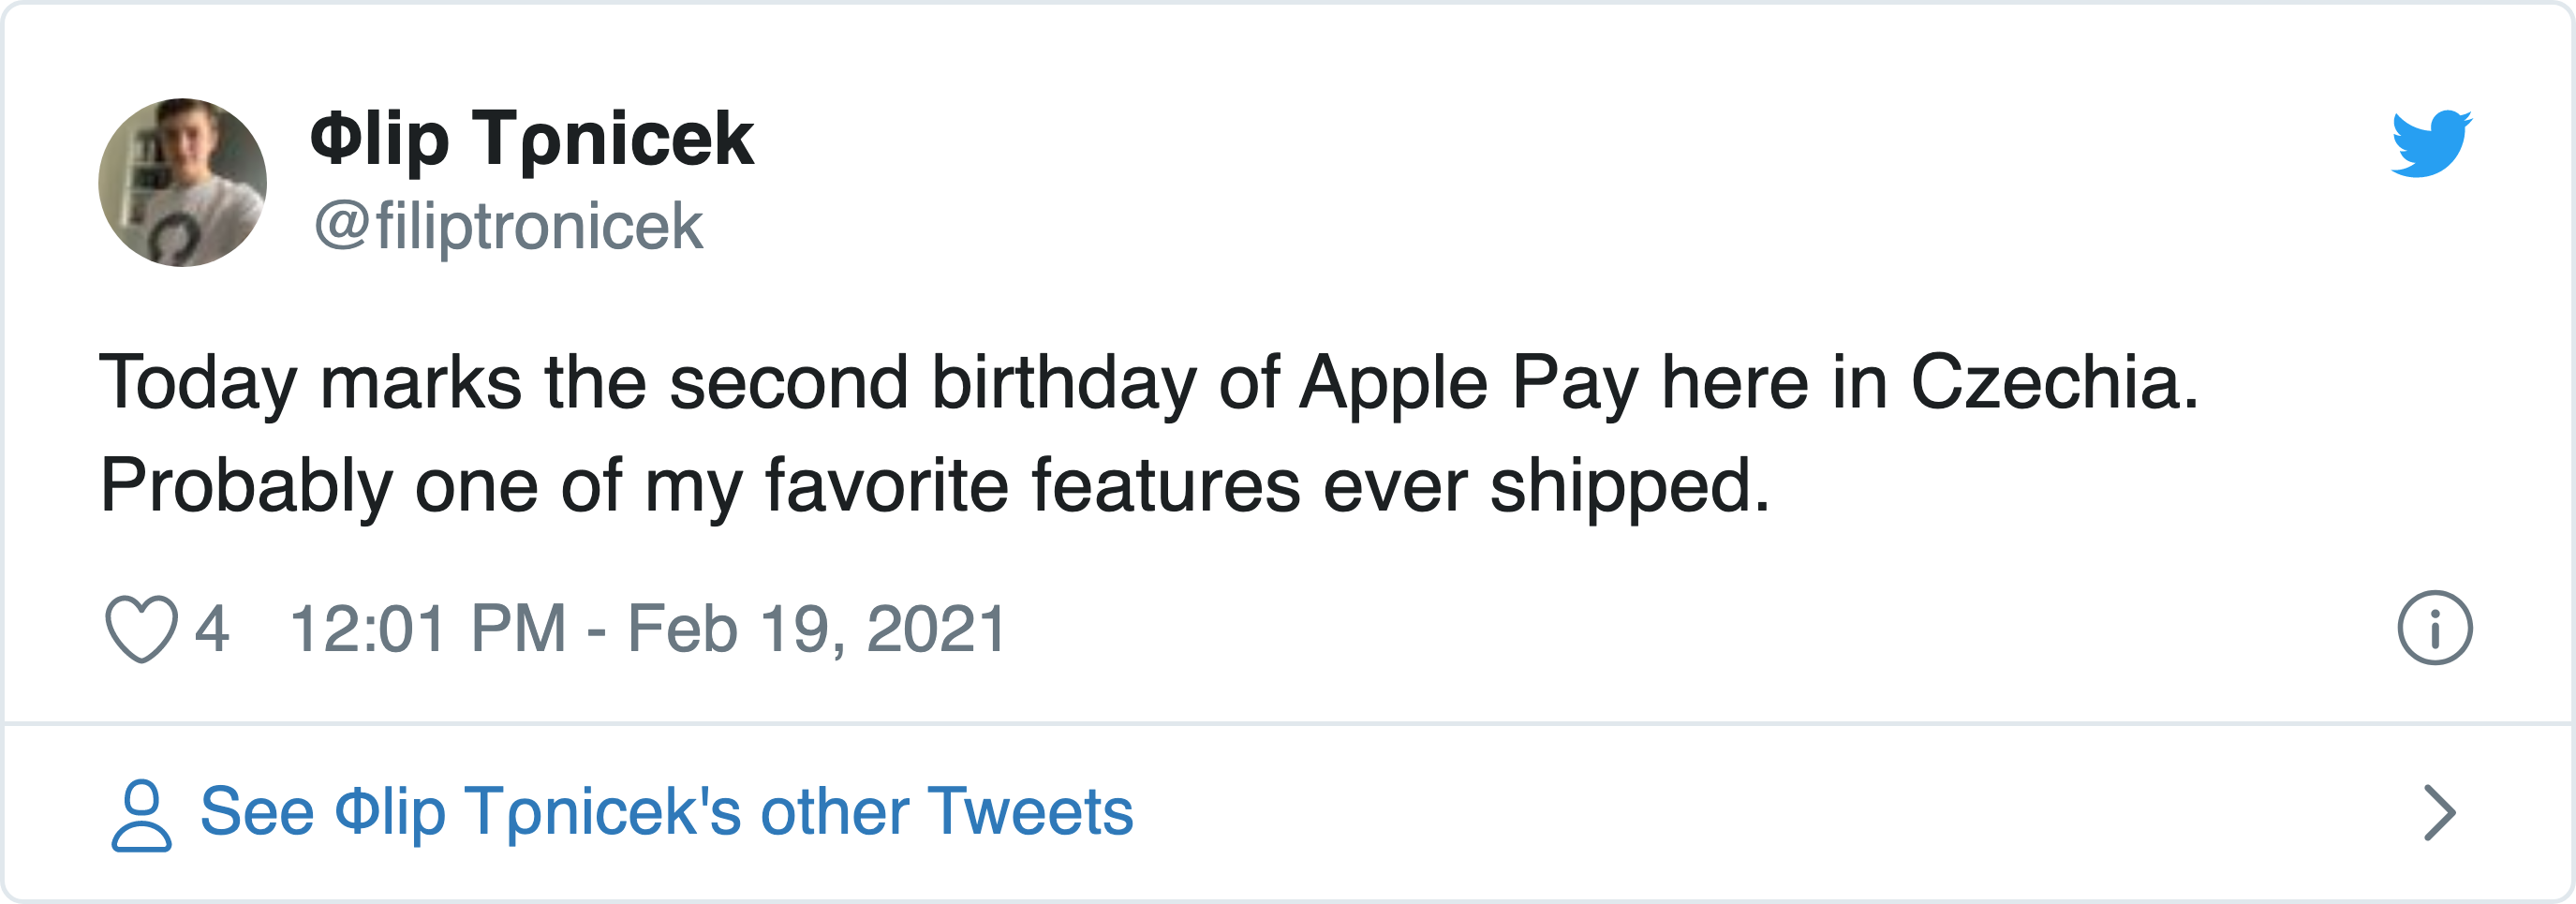 Φlip Tρnicek
@filiptronicek
Today marks the second birthday of Apple Pay here in Czechia.
Probably one of my favorite features ever shipped.
4 12:01 PM - Feb 19, 2021
See Φlip Tρnicek's other Tweets